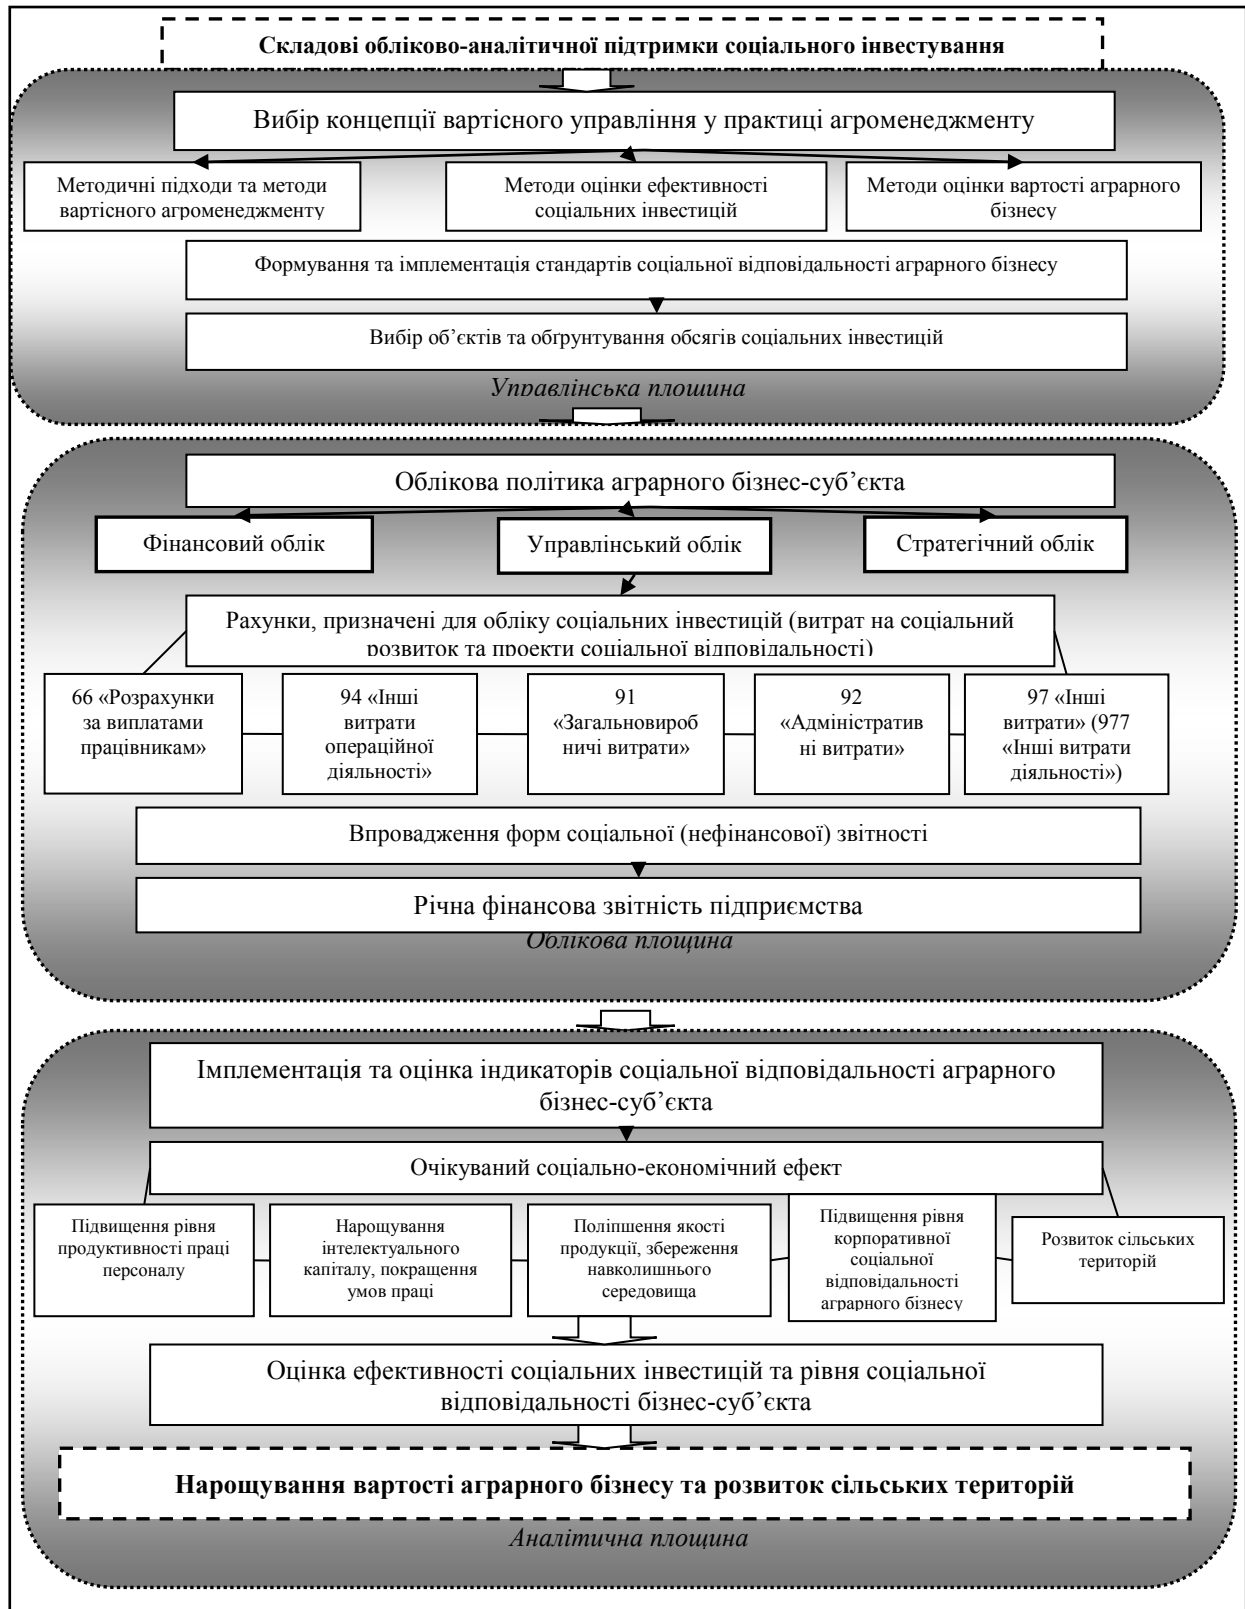 Складові обліково-аналітичної підтримки соціального інвестування
Вибір концепції вартісного управління у практиці агроменеджменту
Методичні підходи та методи
вартісного агроменеджменту
Методи оцінки ефективності
соціальних інвестицій
Методи оцінки вартості аграрного
бізнесу
Формування та імплементація стандартів соціальної відповідальності аграрного бізнесу
Вибір об’єктів та обґрунтування обсягів соціальних інвестицій
Управлінська площина
Облікова політика аграрного бізнес-суб’єкта
Фінансовий облік
Управлінський облік
Стратегічний облік
Рахунки, призначені для обліку соціальних інвестицій (витрат на соціальний
розвиток та проекти соціальної відповідальності)
66 «Розрахунки
за виплатами
працівникам»
94 «Інші
витрати
операційної
діяльності»
91
«Загальновироб
ничі витрати»
92
«Адміністратив
ні витрати»
97 «Інші
витрати» (977
«Інші витрати
діяльності»)
Впровадження форм соціальної (нефінансової) звітності
Річна фінансова звітність підприємства
Облікова площина
Імплементація та оцінка індикаторів соціальної відповідальності аграрного
бізнес-суб’єкта
Очікуваний соціально-економічний ефект
Підвищення рівня
продуктивності праці
персоналу
Нарощування
інтелектуального
капіталу, покращення
умов праці
Поліпшення якості
продукції, збереження
навколишнього
середовища
Підвищення рівня
корпоративної
соціальної
відповідальності
аграрного бізнесу
Розвиток сільських
територій
Оцінка ефективності соціальних інвестицій та рівня соціальної
відповідальності бізнес-суб’єкта
Нарощування вартості аграрного бізнесу та розвиток сільських територій
Аналітична площина